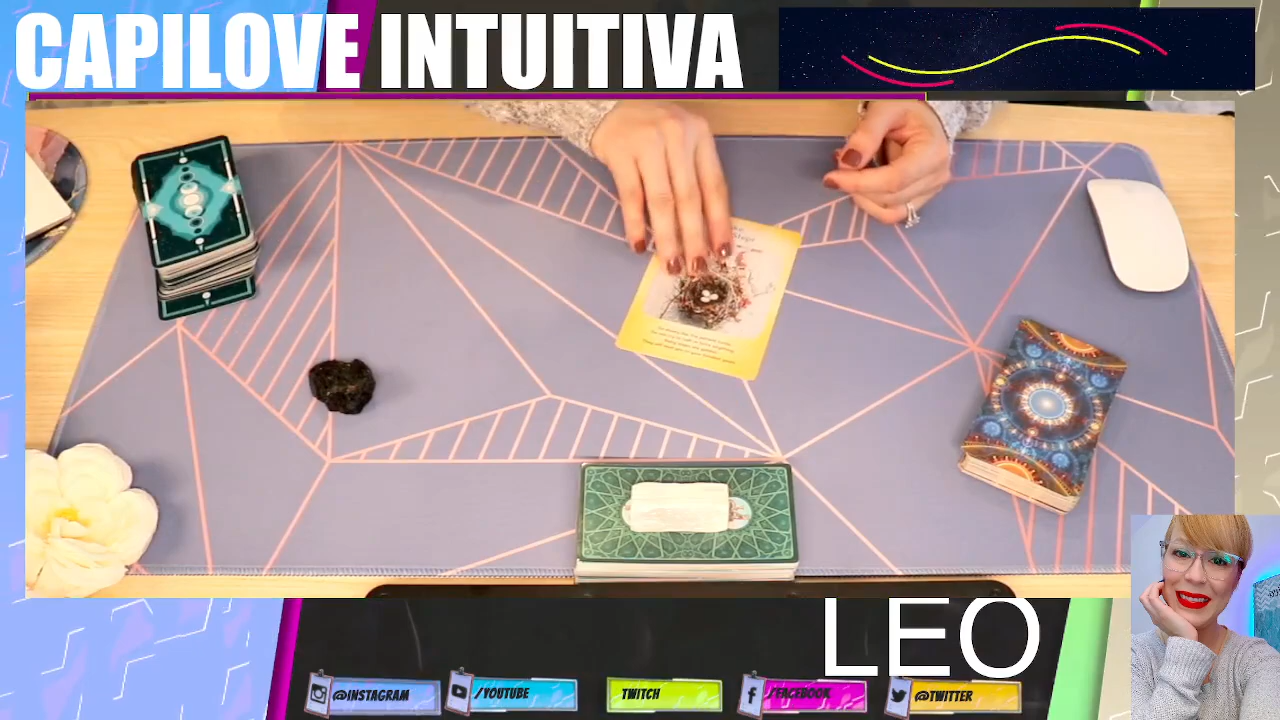 CAPILOVE INTUITIVA
LEO
@INSTAGRAM
/YOUTUBE
TWITCH
/FACEBOOK
@TWITTER